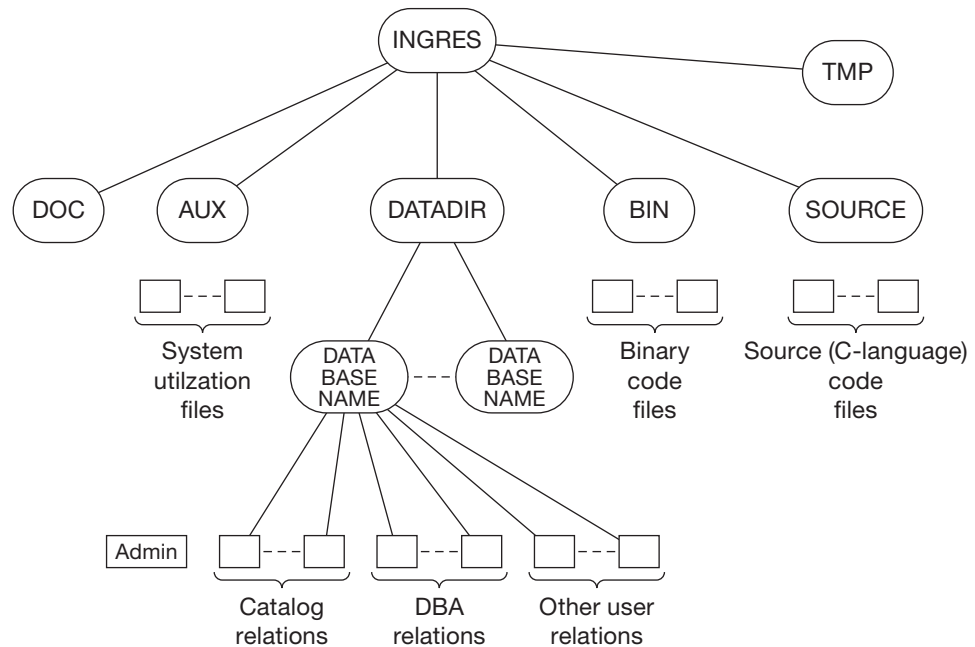 INGRES
TMP
DOC
AUX
DATADIR
BIN
SOURCE
System
utilzation
files
DATA
BASE
NAME
DATA
BASE
NAME
Binary
code
files
Source (C-language)
code
files
Admin
Catalog
relations
DBA
relations
Other user
relations